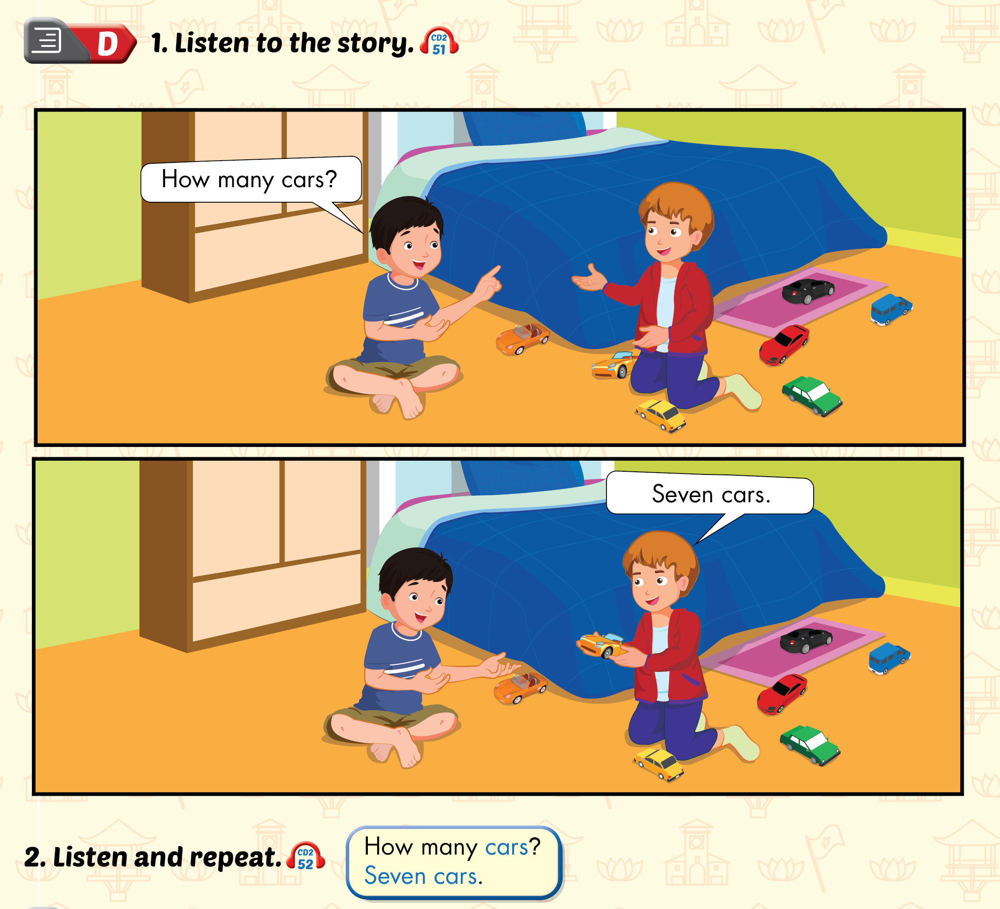 D
1. Listen to the story.
CD2
51
How many cars?
Seven cars.
2. Listen and repeat.
CD2
52
How many cars?
Seven cars.